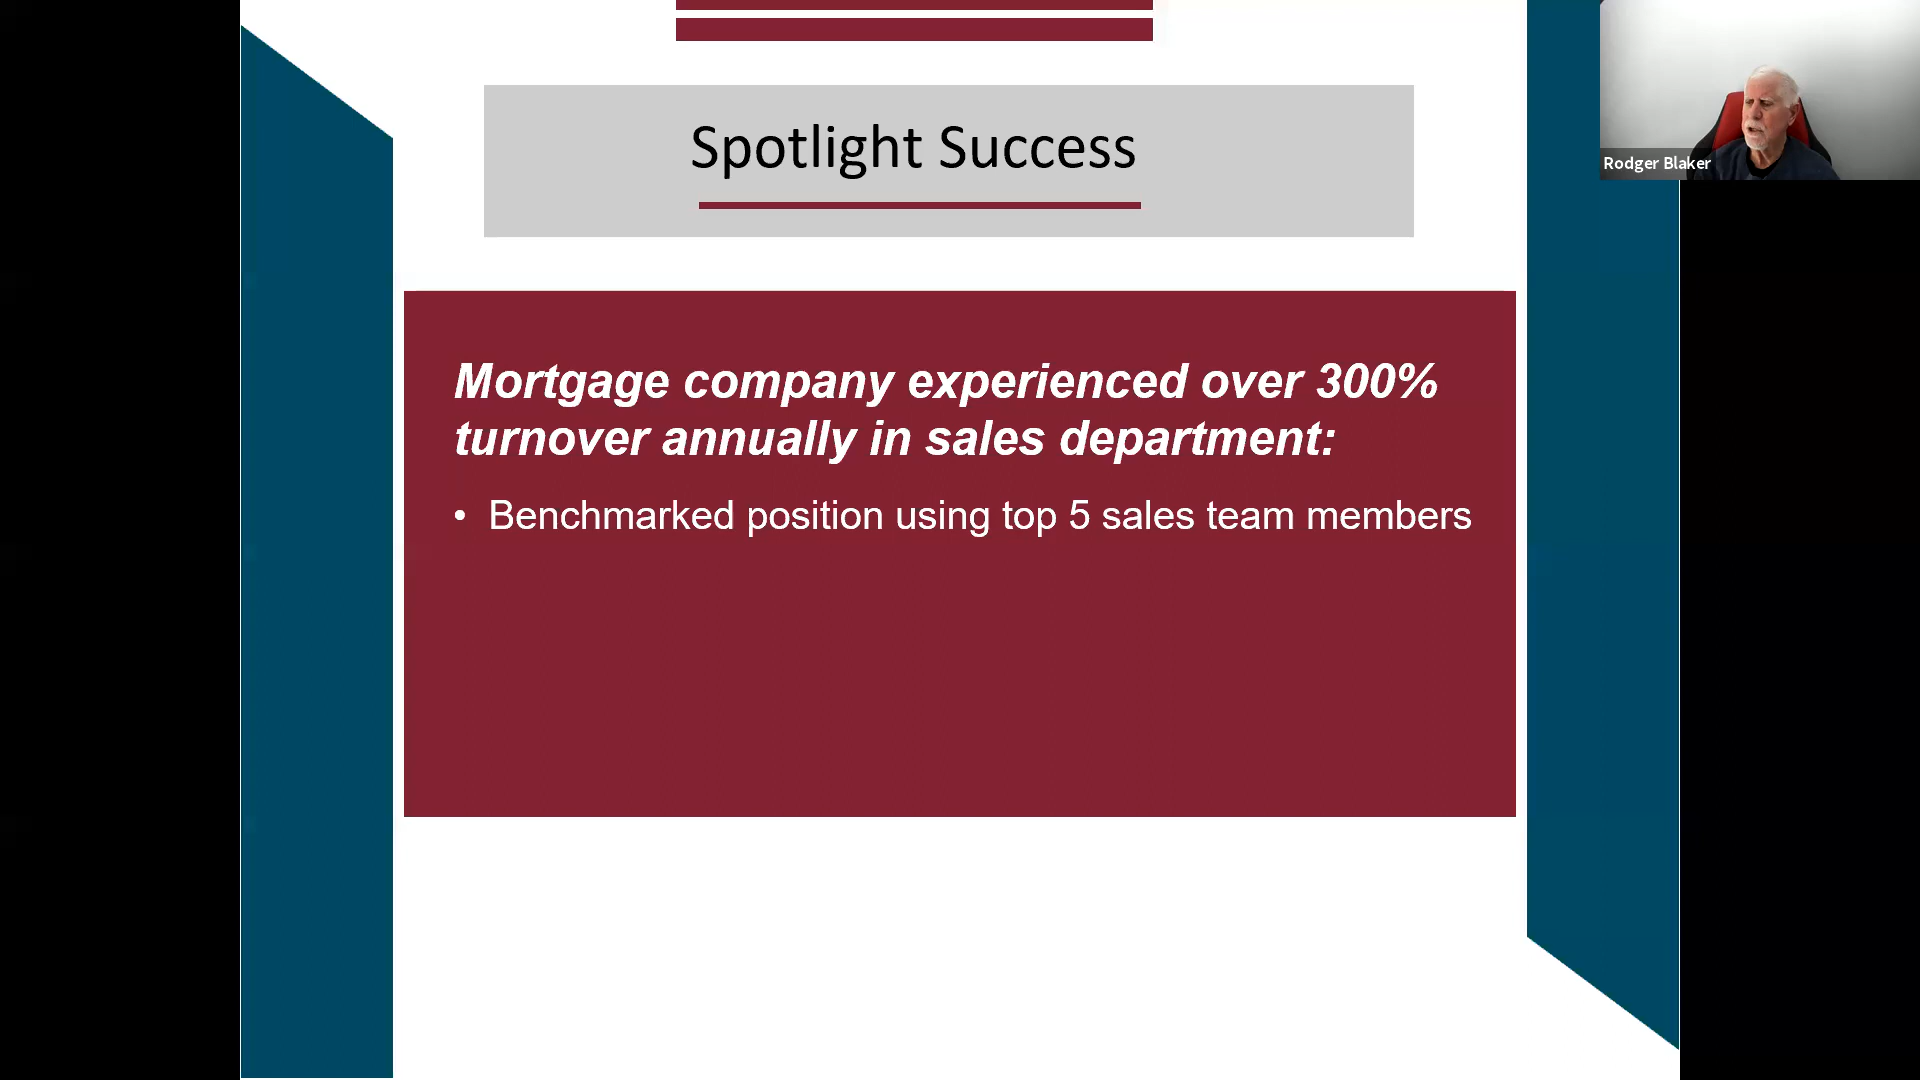 Spotlight Success
Rodger Blaker
Mortgage company experienced over 300%
turnover annually in sales department:
• Benchmarked position using top 5 sales team members